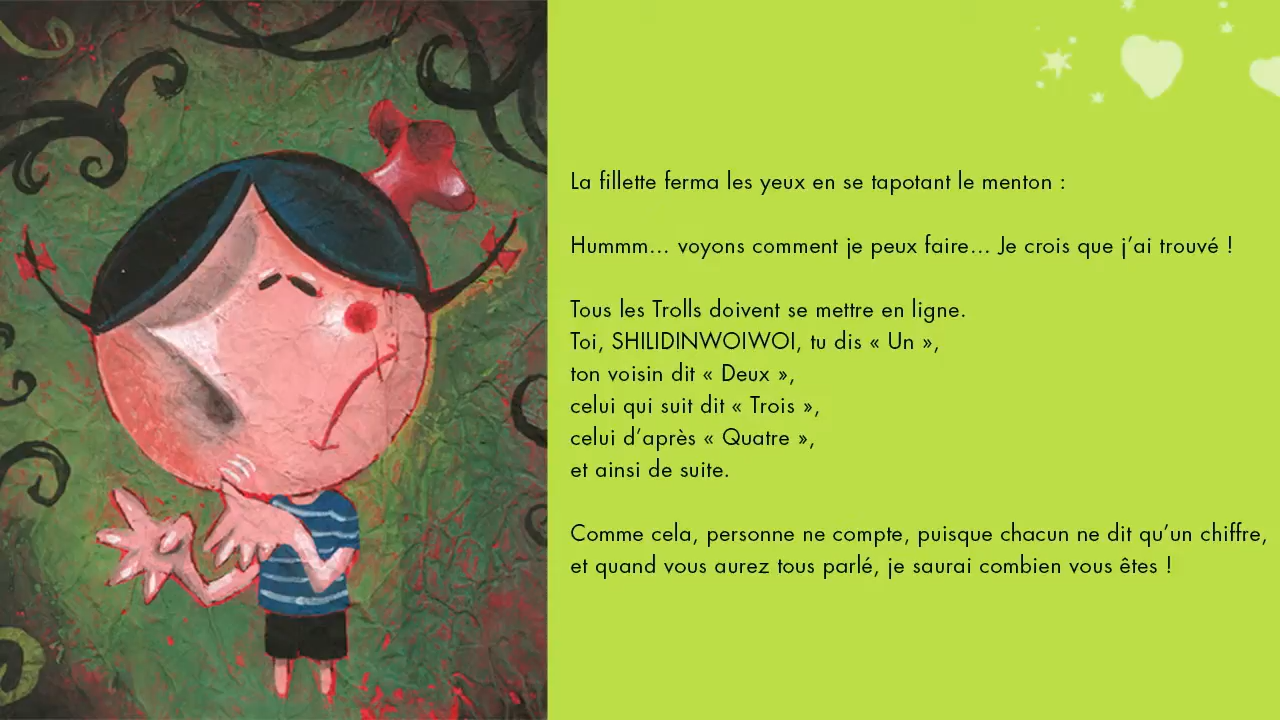 La fillette ferma les yeux en se tapotant le menton :
Hummm... voyons comment je peux faire... Je crois que j'ai trouvé !
Tous les Trolls doivent se mettre en ligne.
Toi, SHILIDINWOIWOI, tu dis « Un »,
ton voisin dit « Deux »,
celui qui suit dit « Trois »,
celui d'après « Quatre »,
et ainsi de suite.
Comme cela, personne ne compte, puisque chacun ne dit qu'un chiffre,
et quand vous aurez tous parlé, je saurai combien vous êtes !